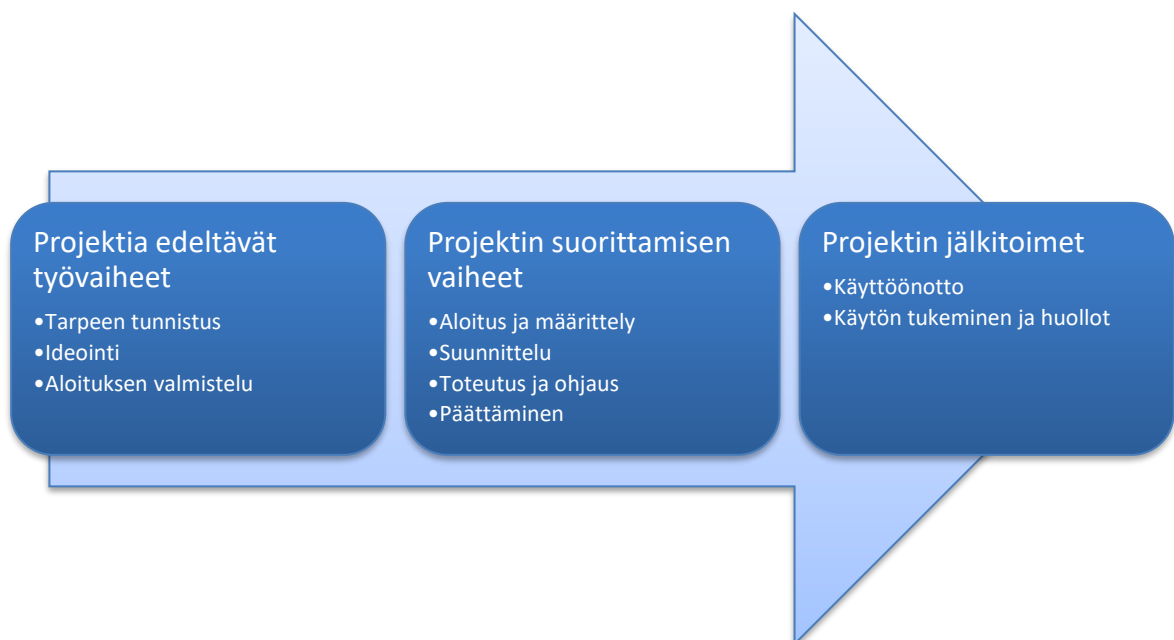 Projektia edeltävät
työvaiheet
•Tarpeen tunnistus
•Ideointi
•Aloituksen valmistelu
Projektin suorittamisen
vaiheet
•Aloitus ja määrittely
•Suunnittelu
•Toteutus ja ohjaus
•Päättäminen
Projektin jälkitoimet
•Käyttöönotto
•Käytön tukeminen ja huollot